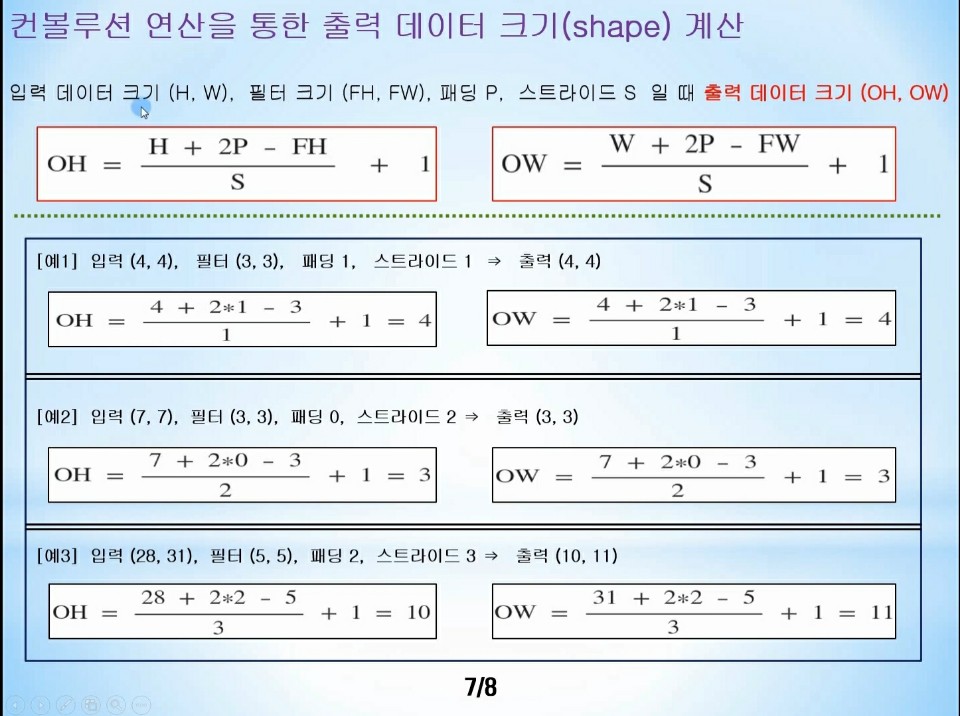 컨볼루션 연산을 통한 출력 데이터 크기(shape) 계산
입력 데이터 크기 (H, W), 필터 크기 (FH, FW), 패딩 P, 스트라이드 S 일 때 출력 데이터 크기 (OH, OW)
OH = (H + 2P - FH) / S + 1
OW = (W + 2P - FW) / S + 1
[예1] 입력 (4, 4), 필터 (3, 3), 패딩 1, 스트라이드 1 ⇒ 출력 (4, 4)
OH = (4 + 2*1 - 3) / 1 + 1 = 4
OW = (4 + 2*1 - 3) / 1 + 1 = 4
[예2] 입력 (7, 7), 필터 (3, 3), 패딩 0, 스트라이드 2 ⇒ 출력 (3, 3)
OH = (7 + 2*0 - 3) / 2 + 1 = 3
OW = (7 + 2*0 - 3) / 2 + 1 = 3
[예3] 입력 (28, 31), 필터 (5, 5), 패딩 2, 스트라이드 3 ⇒ 출력 (10, 11)
OH = (28 + 2*2 - 5) / 3 + 1 = 10
OW = (31 + 2*2 - 5) / 3 + 1 = 11
7/8